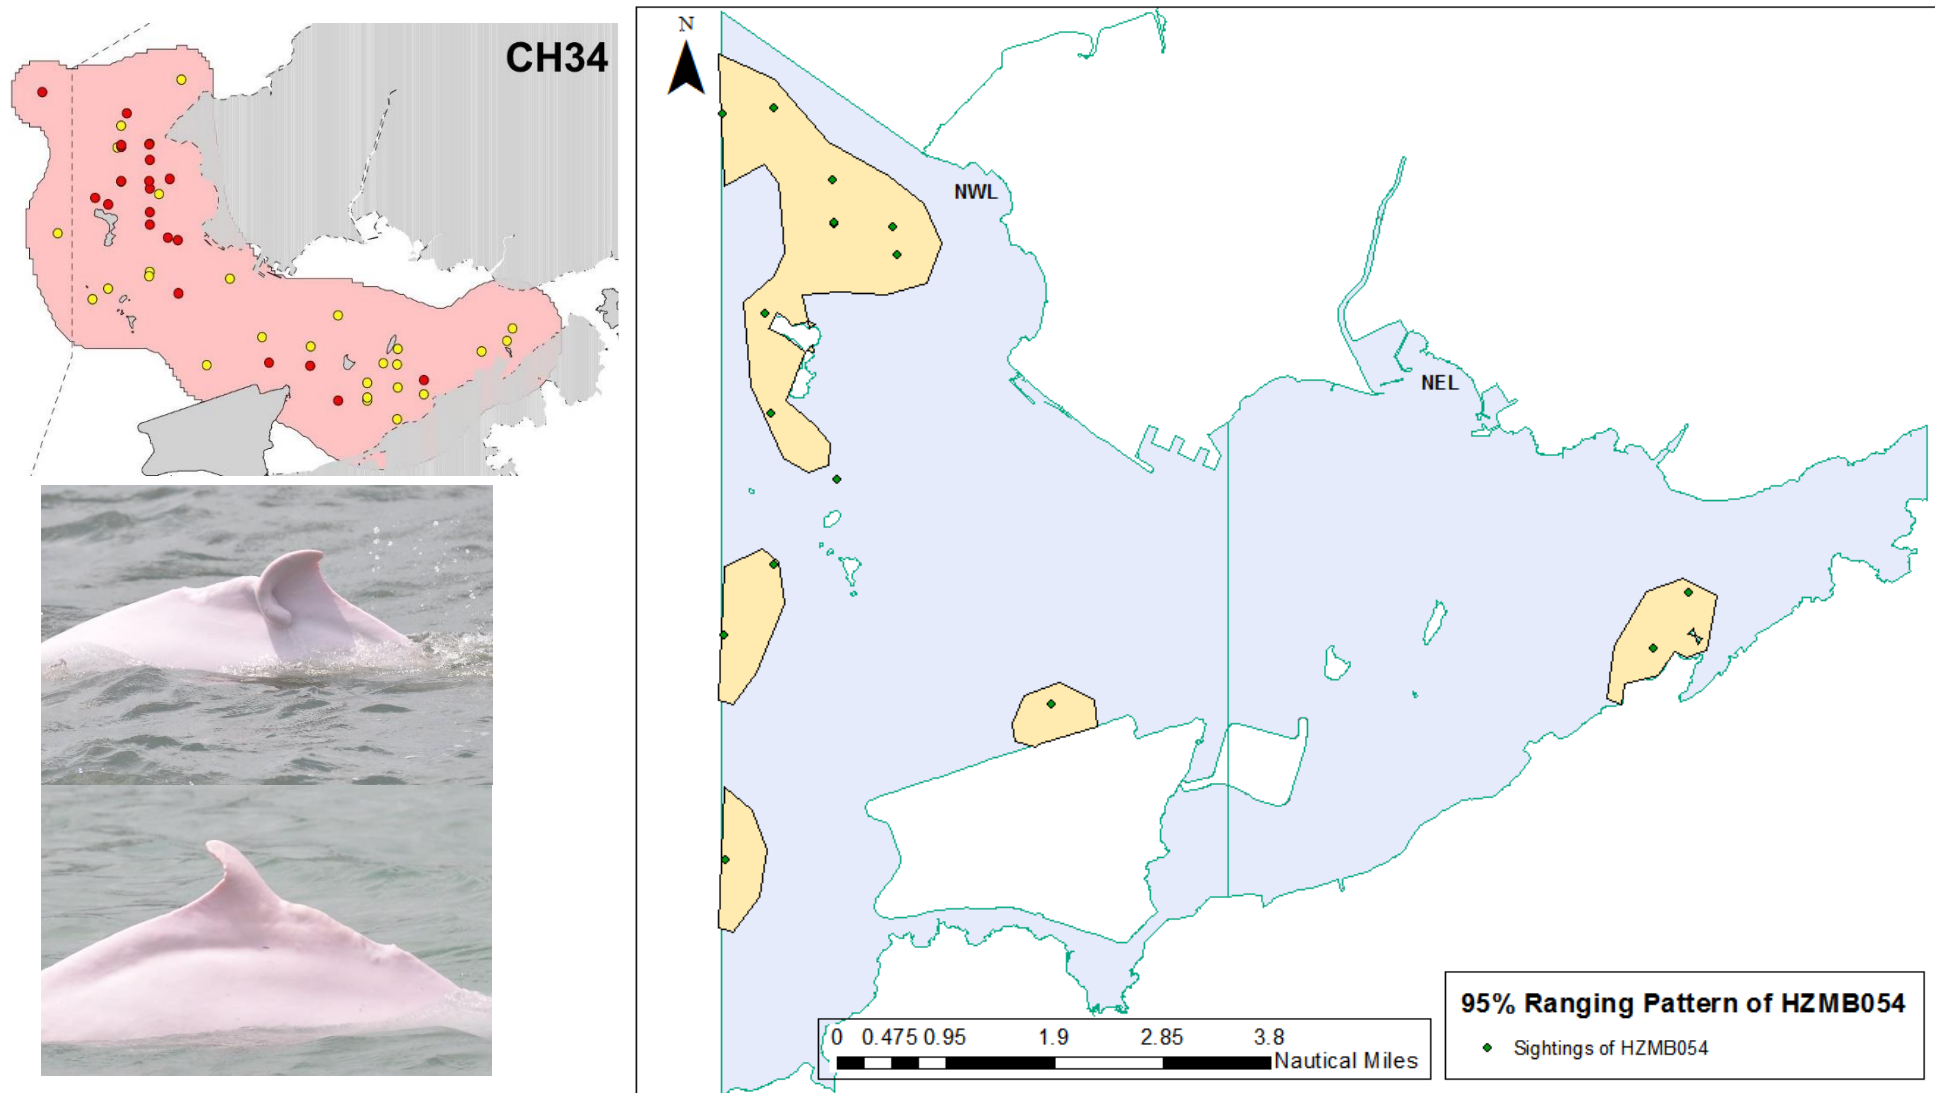 CH34
N
NWL
NEL
0 0.475 0.95 1.9 2.85 3.8
Nautical Miles
95% Ranging Pattern of HZMB054
Sightings of HZMB054